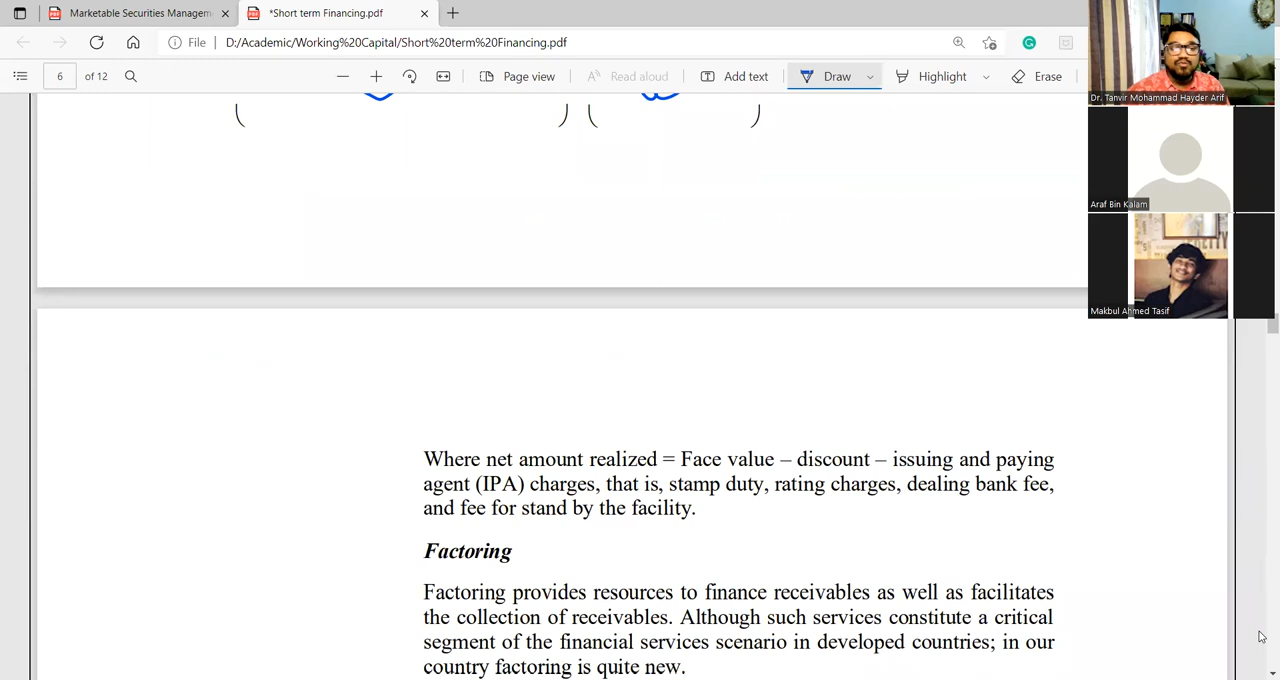 Marketable Securities Managem
*Short term Financing.pdf
File
D:/Academic/Working%20Capital/Short%20term%20Financing.pdf
6 of 12
Page view
Read aloud
Add text
Draw
Highlight
Erase
Dr. Tanvir Mohammad Hayder Arif
Araf Bin Kalam
Makbul Ahmed Tasif
Where net amount realized = Face value – discount – issuing and paying
agent (IPA) charges, that is, stamp duty, rating charges, dealing bank fee,
and fee for stand by the facility.
Factoring
Factoring provides resources to finance receivables as well as facilitates
the collection of receivables. Although such services constitute a critical
segment of the financial services scenario in developed countries; in our
country factoring is quite new.